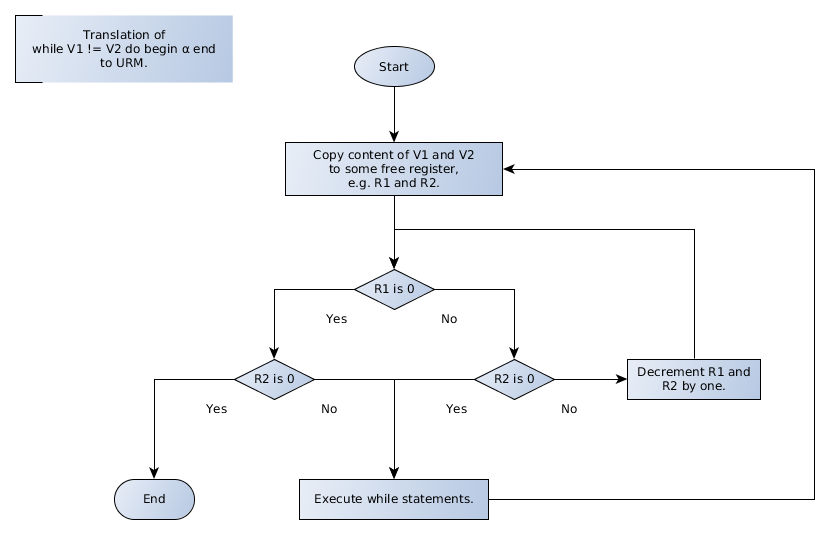 Translation of
while V1 != V2 do begin α end
to URM.
Start
Copy content of V1 and V2
to some free register,
e.g. R1 and R2.
R1 is 0
Yes
No
R2 is 0
R2 is 0
Decrement R1 and
R2 by one.
Yes
No
Yes
No
End
Execute while statements.